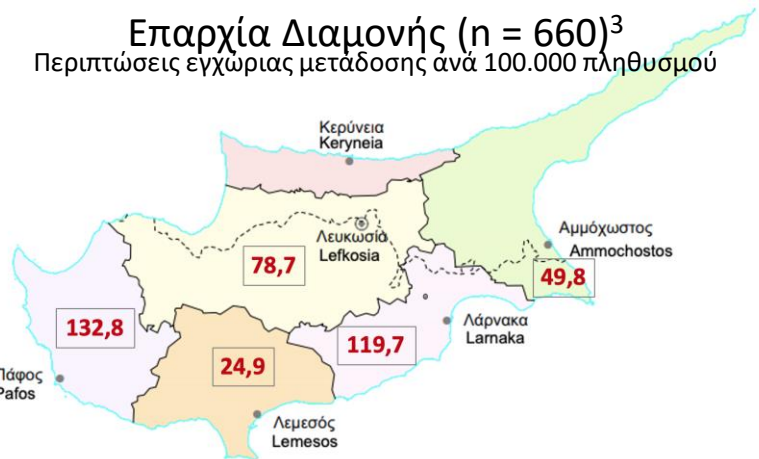 Επαρχία Διαμονής (n = 660)³
Περιπτώσεις εγχώριας μετάδοσης ανά 100.000 πληθυσμού
Κερύνεια
Keryneia
Λευκωσία
Lefkosia
Αμμόχωστος
Ammochostos
78,7
49,8
132,8
119,7
Λάρνακα
Larnaka
24,9
Πάφος
Pafos
Λεμεσός
Lemesos